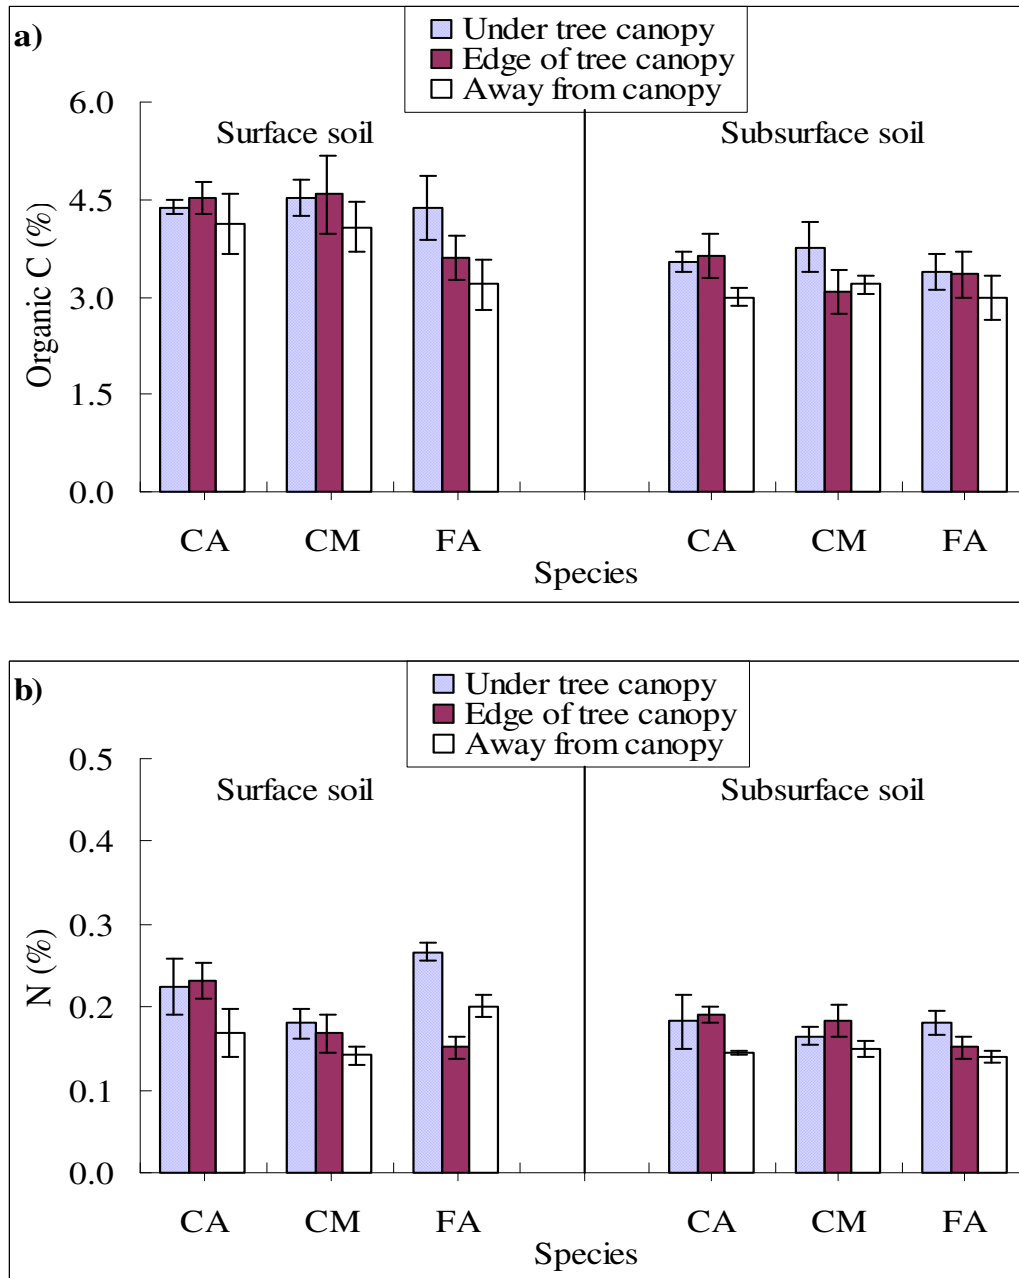 a)
Under tree canopy
Edge of tree canopy
Away from canopy
Surface soil
Subsurface soil
Organic C (%)
6.0
4.5
3.0
1.5
0.0
CA CM FA CA CM FA
Species
b)
Under tree canopy
Edge of tree canopy
Away from canopy
Surface soil
Subsurface soil
N (%)
0.5
0.4
0.3
0.2
0.1
0.0
CA CM FA CA CM FA
Species